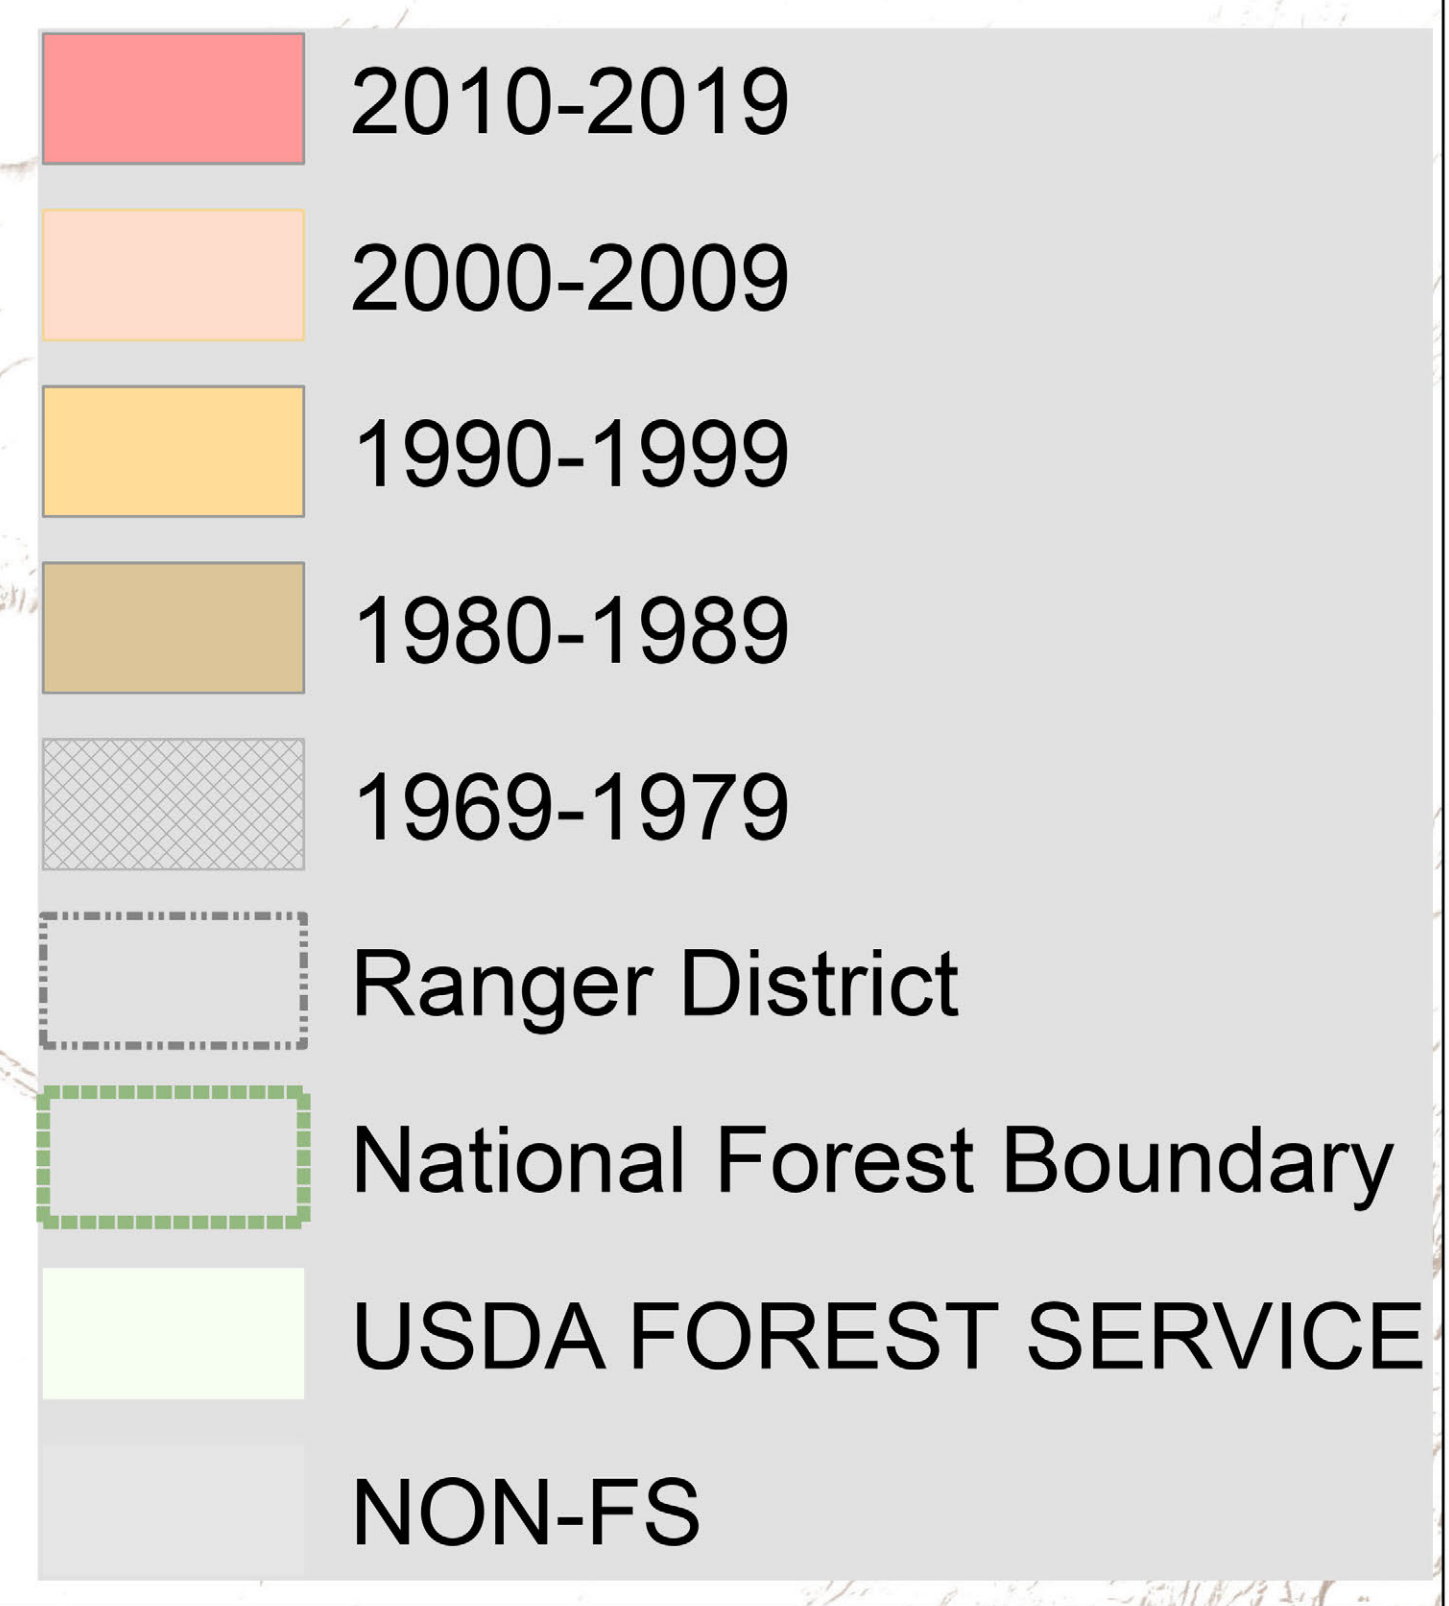 2010-2019
2000-2009
1990-1999
1980-1989
1969-1979
Ranger District
National Forest Boundary
USDA FOREST SERVICE
NON-FS